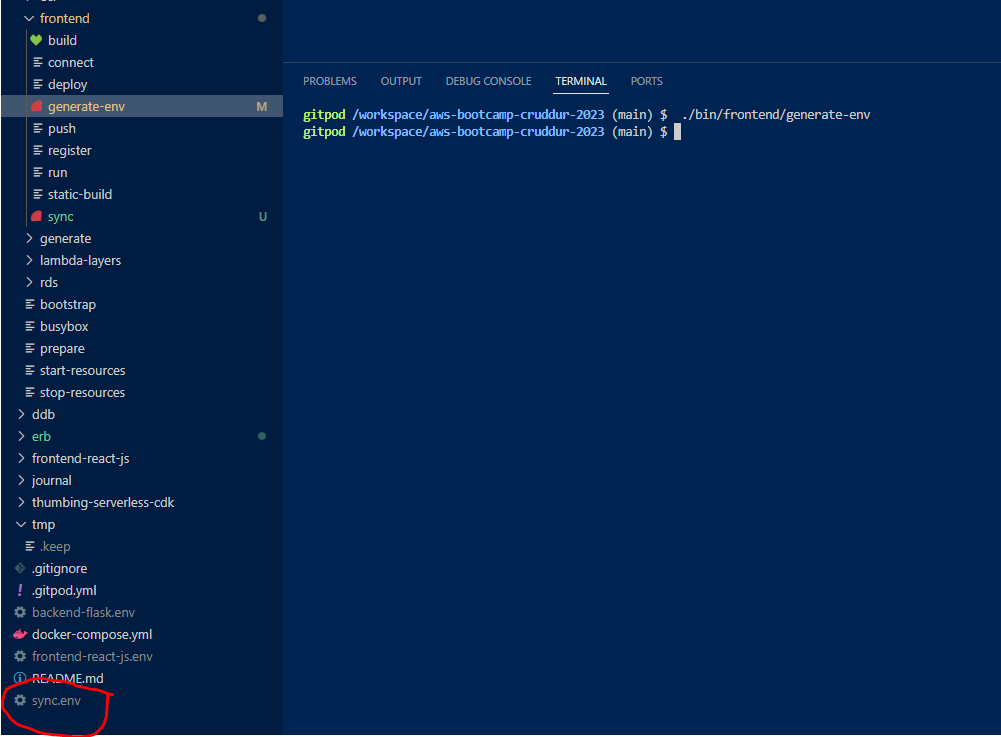 frontend
build
connect
deploy
generate-env M
push
register
run
static-build
sync U
generate
lambda-layers
rds
bootstrap
busybox
prepare
start-resources
stop-resources
ddb
erb
frontend-react-js
journal
thumbing-serverless-cdk
tmp
.keep
.gitignore
.gitpod.yml
backend-flask.env
docker-compose.yml
frontend-react-js.env
README.md
sync.env
PROBLEMS OUTPUT DEBUG CONSOLE TERMINAL PORTS
gitpod /workspace/aws-bootcamp-cruddur-2023 (main) $ ./bin/frontend/generate-env
gitpod /workspace/aws-bootcamp-cruddur-2023 (main) $